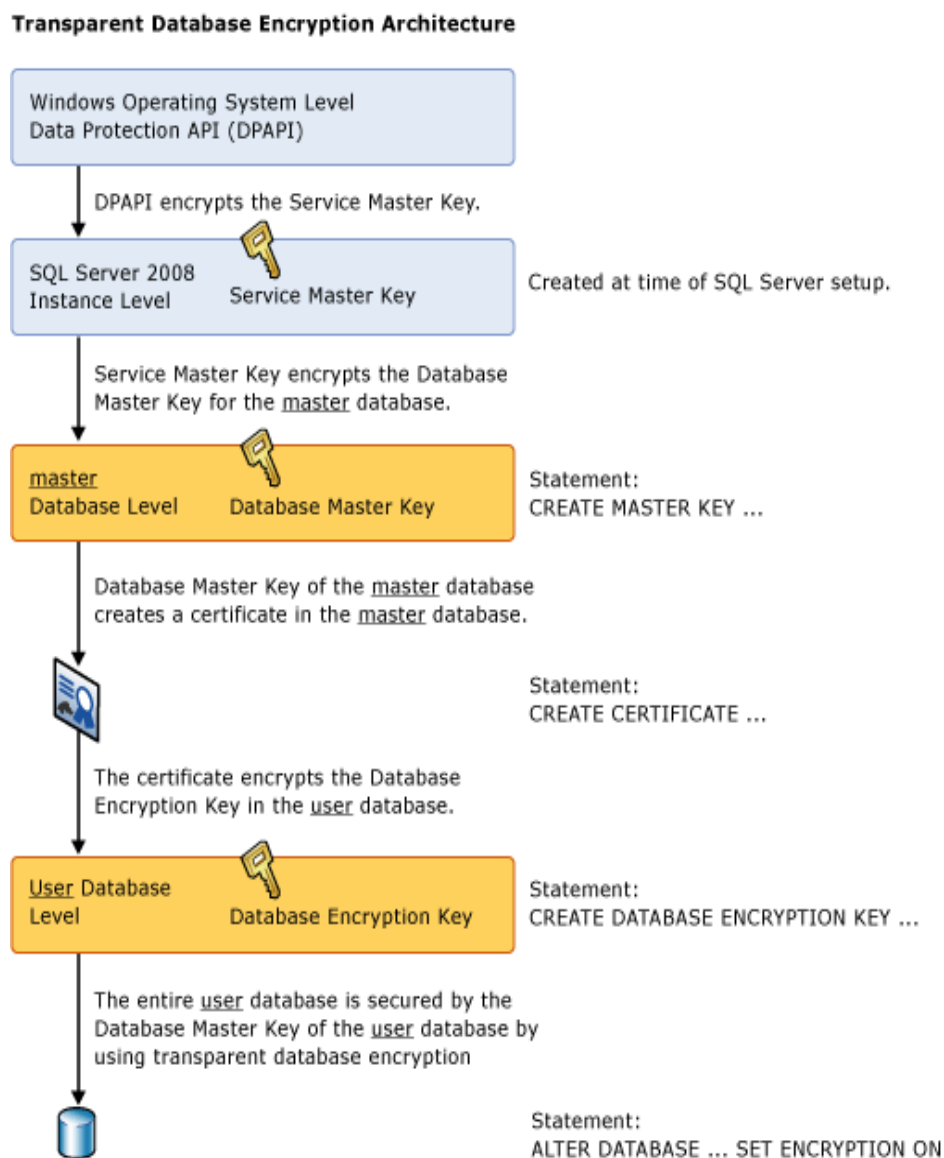 Transparent Database Encryption Architecture
Windows Operating System Level
Data Protection API (DPAPI)
DPAPI encrypts the Service Master Key.
SQL Server 2008
Instance Level
Service Master Key
Created at time of SQL Server setup.
Service Master Key encrypts the Database
Master Key for the master database.
master
Database Level
Database Master Key
Statement:
CREATE MASTER KEY ...
Database Master Key of the master database
creates a certificate in the master database.
Statement:
CREATE CERTIFICATE ...
The certificate encrypts the Database
Encryption Key in the user database.
User Database
Level
Database Encryption Key
Statement:
CREATE DATABASE ENCRYPTION KEY ...
The entire user database is secured by the
Database Master Key of the user database by
using transparent database encryption
Statement:
ALTER DATABASE ... SET ENCRYPTION ON